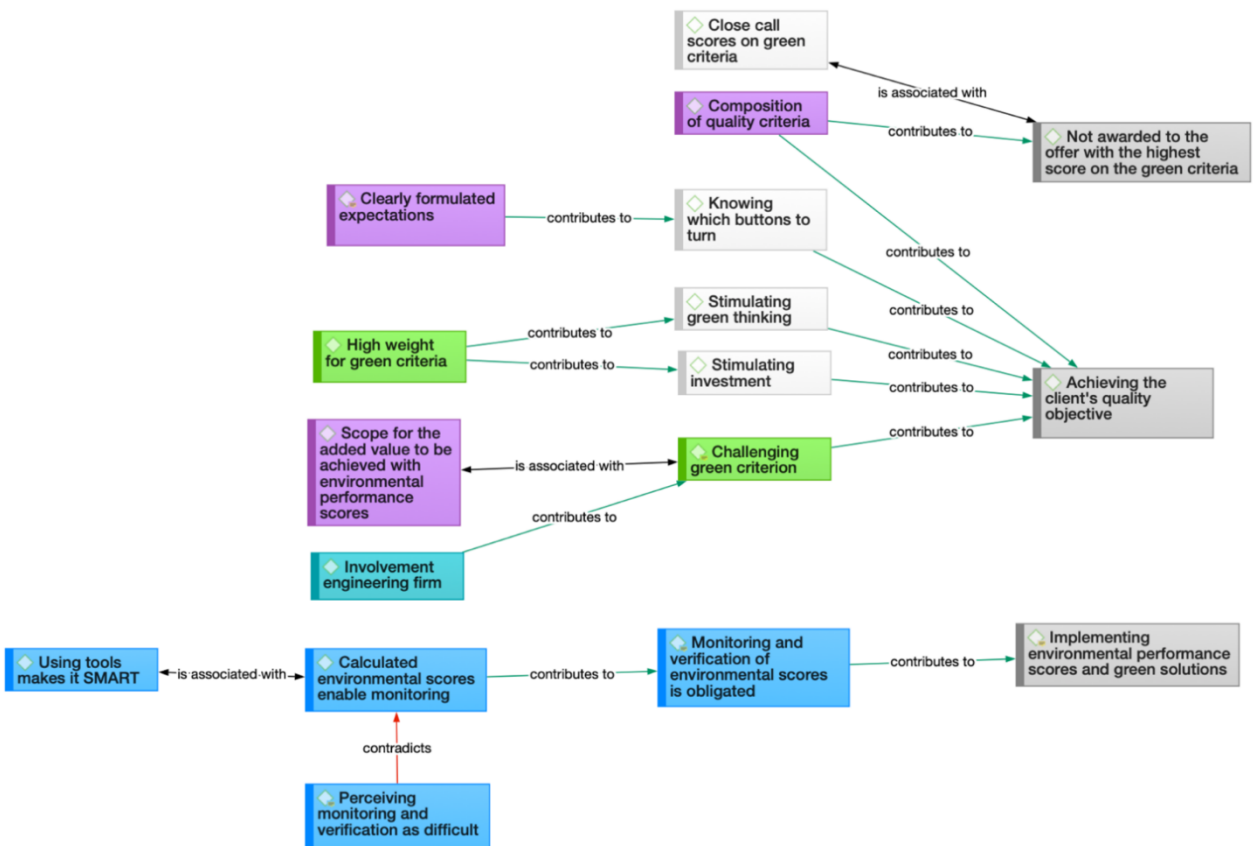 Close call
scores on green
criteria
is associated with
Composition
of quality criteria
contributes to
Not awarded to the
offer with the highest
score on the green criteria
Clearly formulated
expectations
contributes to
Knowing
which buttons to
turn
contributes to
contributes to
Stimulating
green thinking
High weight
for green criteria
contributes to
contributes to
Stimulating
investment
contributes to
contributes to
Achieving the
client's quality
objective
Scope for the
added value to be
achieved with
environmental
performance
scores
is associated with
Challenging
green criterion
contributes to
contributes to
Involvement
engineering firm
Using tools
makes it SMART
is associated with
Calculated
environmental scores
enable monitoring
contributes to
Monitoring and
verification of
environmental scores
is obligated
contributes to
Implementing
environmental performance
scores and green solutions
contradicts
Perceiving
monitoring and
verification as difficult